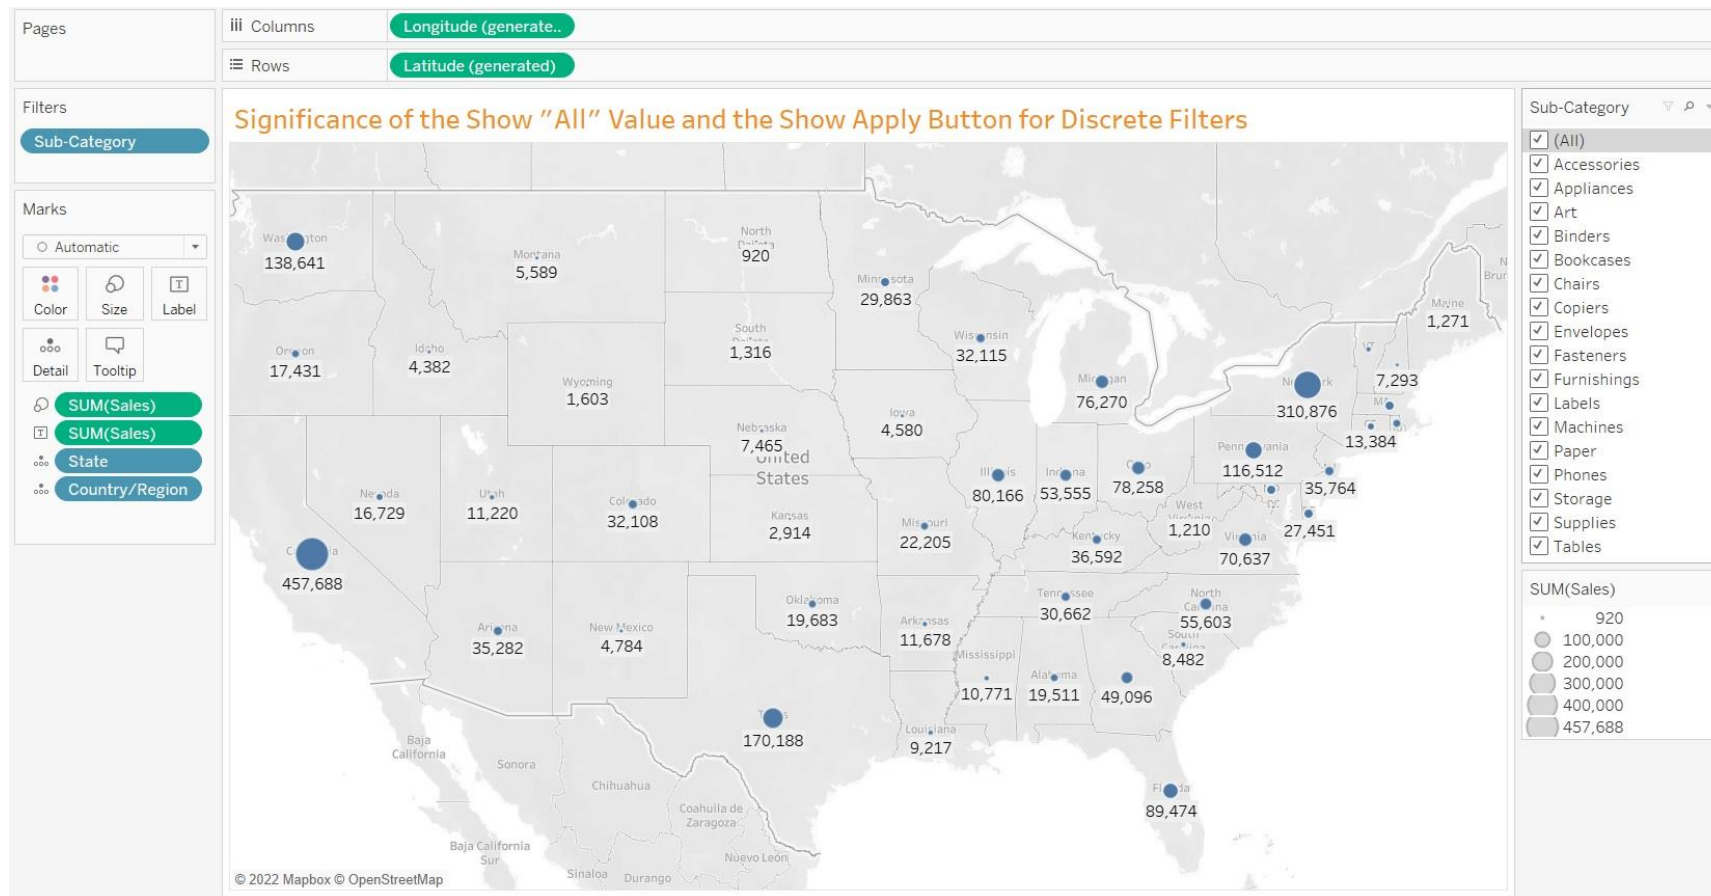 Pages
Columns
Longitude (generate..
Rows
Latitude (generated)
Filters
Sub-Category
Marks
Automatic
Color
Size
Label
Detail
Tooltip
SUM(Sales)
SUM(Sales)
State
Country/Region
Significance of the Show "All" Value and the Show Apply Button for Discrete Filters
138,641
Montana
5,589
North
920
Minnesota
29,863
Maine
1,271
Oregon
17,431
Idaho
4,382
South
1,316
Wisconsin
32,115
Wyoming
1,603
Michigan
76,270
310,876
7,293
VT
Iowa
4,580
Nebraska
7,465
United
States
13,384
116,512
80,166
Indiana
53,555
78,258
35,764
Nevada
16,729
Utah
11,220
Colorado
32,108
Kansas
2,914
Missouri
22,205
West
1,210
Kentucky
36,592
70,637
27,451
457,688
Oklahoma
19,683
Tennessee
30,662
North
55,603
Arizona
35,282
New Mexico
4,784
Arkansas
11,678
8,482
Mississippi
10,771
Alabama
19,511
49,096
170,188
Louisiana
9,217
89,474
Baja
California
Sonora
Chihuahua
Coahuila de
Zaragoza
Baja California
Sur
Sinaloa
Durango
Nuevo León
© 2022 Mapbox © OpenStreetMap
Sub-Category
(All)
Accessories
Appliances
Art
Binders
Bookcases
Chairs
Copiers
Envelopes
Fasteners
Furnishings
Labels
Machines
Paper
Phones
Storage
Supplies
Tables
SUM(Sales)
920
100,000
200,000
300,000
400,000
457,688